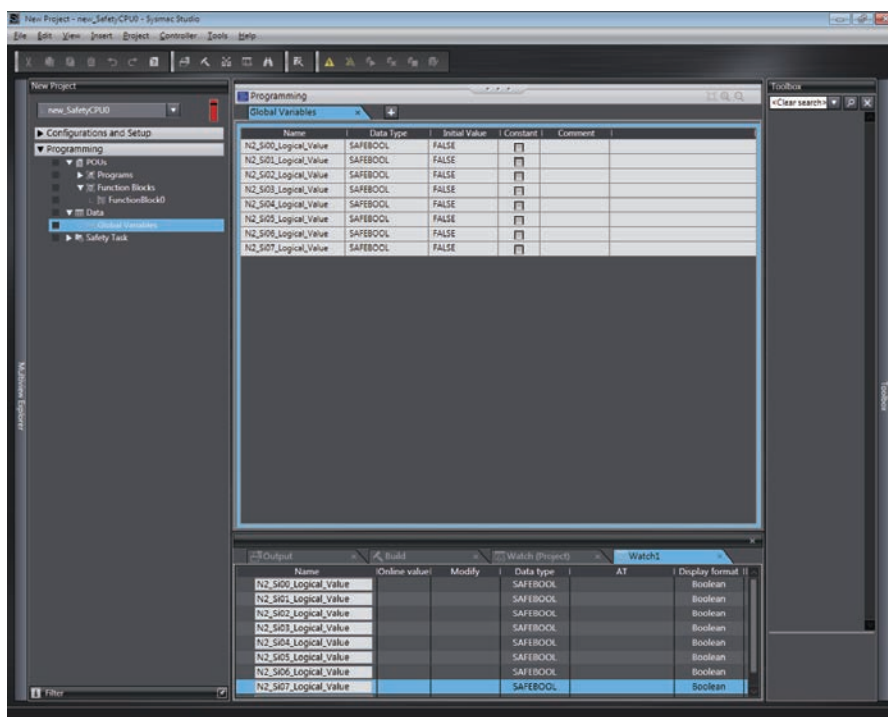 New Project - new_SafetyCPU0 - Sysmac Studio
File Edit View Insert Project Controller Tools Help
New Project
new_SafetyCPU0
Configurations and Setup
Programming
POUs
Programs
Function Blocks
FunctionBlock0
Data
Global Variables
Safety Task
Filter
Multiview Explorer
Programming
Global Variables
Name Data Type Initial Value Constant Comment
N2_Si00_Logical_Value SAFEBOOL FALSE
N2_Si01_Logical_Value SAFEBOOL FALSE
N2_Si02_Logical_Value SAFEBOOL FALSE
N2_Si03_Logical_Value SAFEBOOL FALSE
N2_Si04_Logical_Value SAFEBOOL FALSE
N2_Si05_Logical_Value SAFEBOOL FALSE
N2_Si06_Logical_Value SAFEBOOL FALSE
N2_Si07_Logical_Value SAFEBOOL FALSE
Output Build Watch (Project) Watch1
Name Online value Modify Data type AT Display format
N2_Si00_Logical_Value SAFEBOOL Boolean
N2_Si01_Logical_Value SAFEBOOL Boolean
N2_Si02_Logical_Value SAFEBOOL Boolean
N2_Si03_Logical_Value SAFEBOOL Boolean
N2_Si04_Logical_Value SAFEBOOL Boolean
N2_Si05_Logical_Value SAFEBOOL Boolean
N2_Si06_Logical_Value SAFEBOOL Boolean
N2_Si07_Logical_Value SAFEBOOL Boolean
Toolbox
<Clear search>
Toolbox